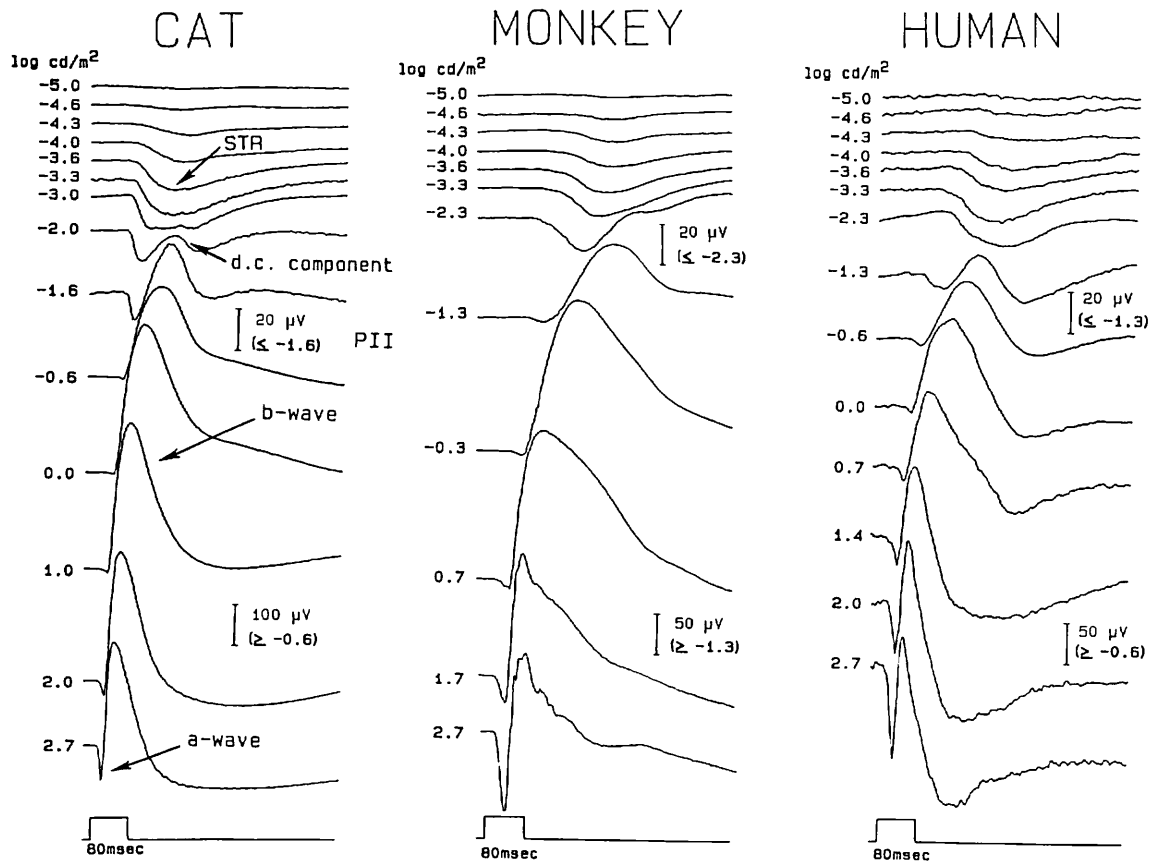 CAT
log cd/m²
-5.0
-4.6
-4.3
-4.0
-3.6
-3.3
-3.0
-2.0
-1.6
-0.6
0.0
1.0
2.0
2.7
STR
d.c. component
20 µV
(≤ -1.6)
PII
b-wave
100 µV
(≥ -0.6)
a-wave
80msec
MONKEY
log cd/m²
-5.0
-4.6
-4.3
-4.0
-3.6
-3.3
-2.3
-1.3
-0.3
0.7
1.7
2.7
20 µV
(≤ -2.3)
50 µV
(≥ -1.3)
80msec
HUMAN
log cd/m²
-5.0
-4.6
-4.3
-4.0
-3.6
-3.3
-2.3
-1.3
-0.6
0.0
0.7
1.4
2.0
2.7
20 µV
(≤ -1.3)
50 µV
(≥ -0.6)
80msec